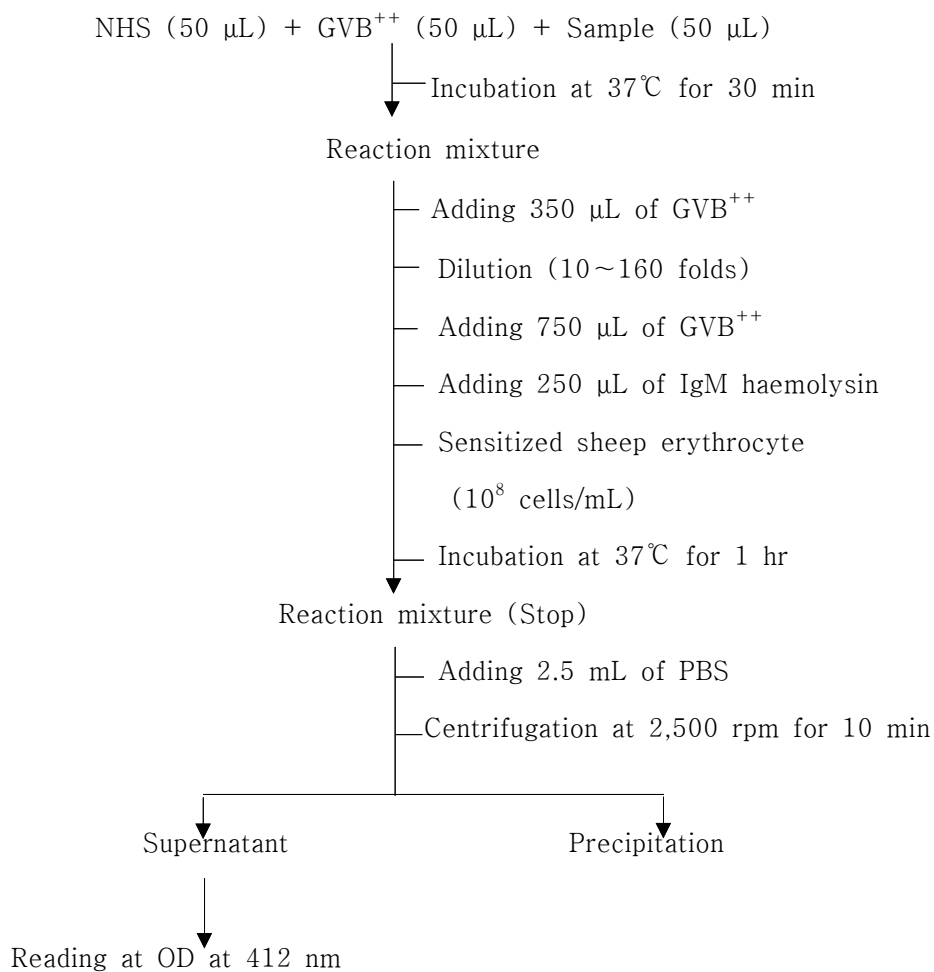 NHS (50 μL) + GVB⁺⁺ (50 μL) + Sample (50 μL)
Incubation at 37℃ for 30 min
Reaction mixture
Adding 350 μL of GVB⁺⁺
Dilution (10~160 folds)
Adding 750 μL of GVB⁺⁺
Adding 250 μL of IgM haemolysin
Sensitized sheep erythrocyte
(10⁸ cells/mL)
Incubation at 37℃ for 1 hr
Reaction mixture (Stop)
Adding 2.5 mL of PBS
Centrifugation at 2,500 rpm for 10 min
Supernatant Precipitation
Reading at OD at 412 nm